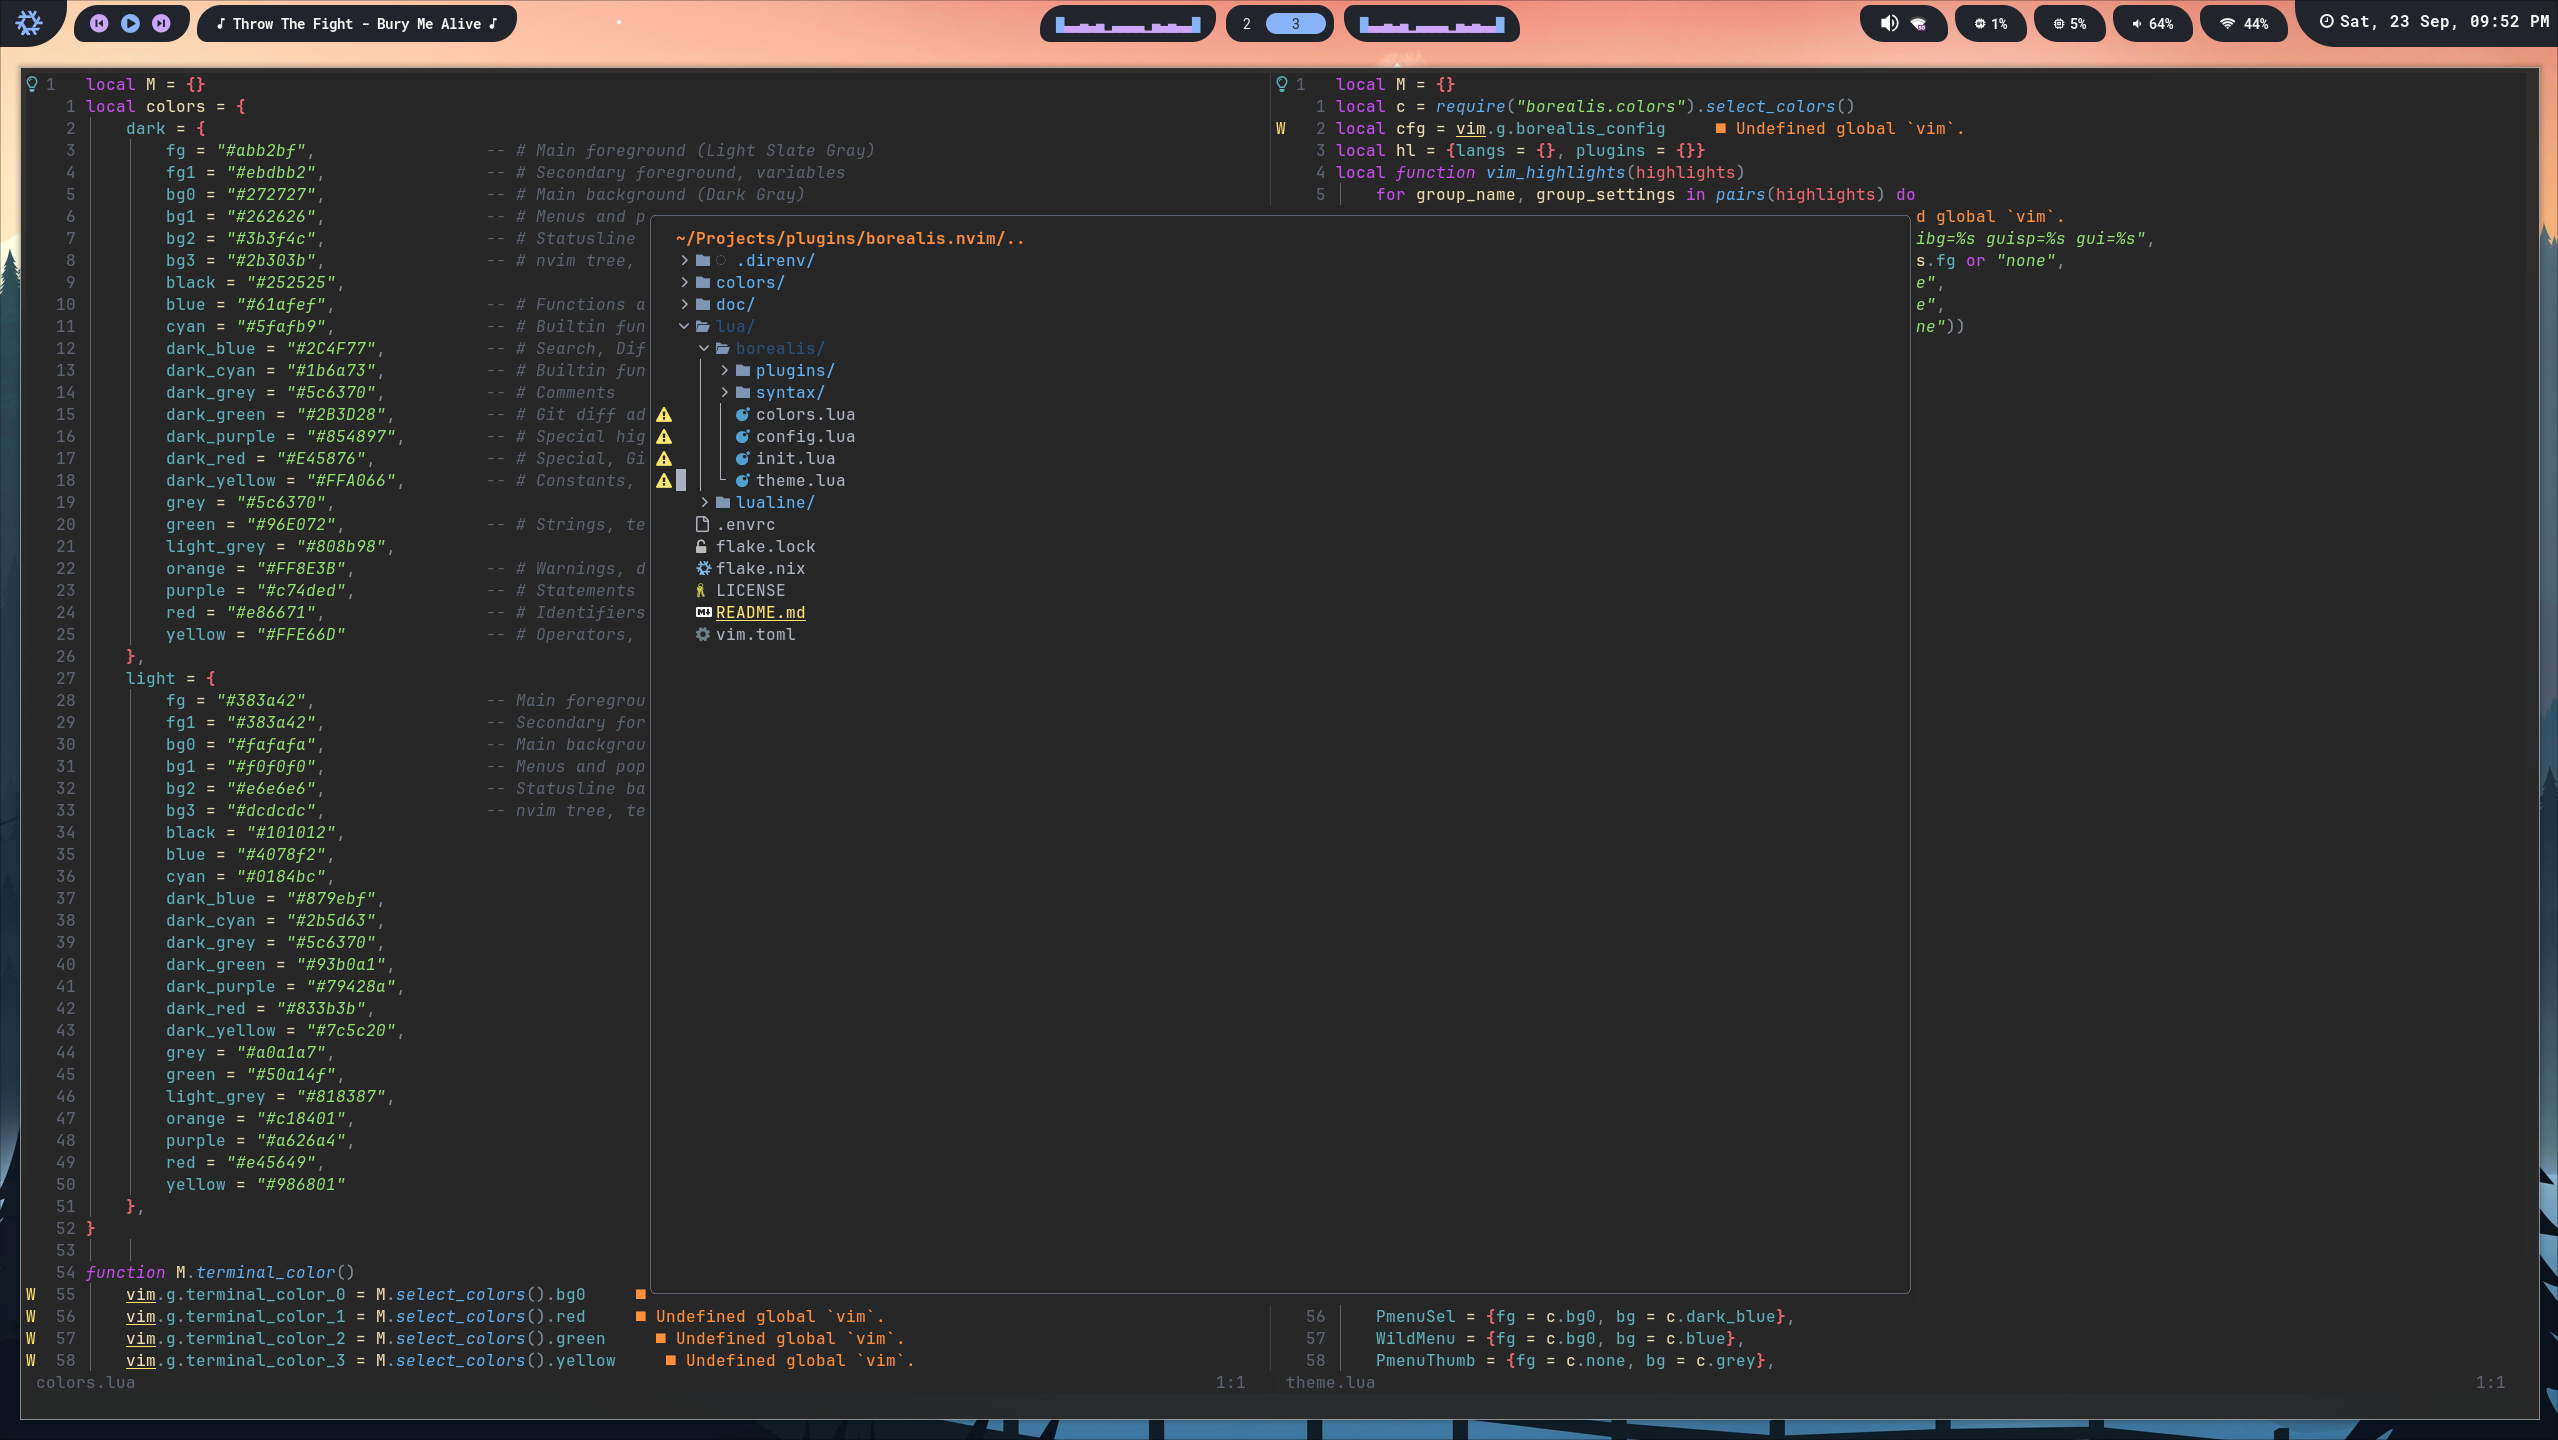 ♪ Throw The Fight - Bury Me Alive ♪
2 3
1% 5% 64% 44% Sat, 23 Sep, 09:52 PM
1 local M = {}
1 local colors = {
2 dark = {
3 fg = "#abb2bf", -- # Main foreground (Light Slate Gray)
4 fg1 = "#ebdbb2", -- # Secondary foreground, variables
5 bg0 = "#272727", -- # Main background (Dark Gray)
6 bg1 = "#262626", -- # Menus and p
7 bg2 = "#3b3f4c", -- # Statusline
8 bg3 = "#2b303b", -- # nvim tree,
9 black = "#252525",
10 blue = "#61afef", -- # Functions a
11 cyan = "#5fafb9", -- # Builtin fun
12 dark_blue = "#2C4F77", -- # Search, Dif
13 dark_cyan = "#1b6a73", -- # Builtin fun
14 dark_grey = "#5c6370", -- # Comments
15 dark_green = "#2B3D28", -- # Git diff ad
16 dark_purple = "#854897", -- # Special hig
17 dark_red = "#E45876", -- # Special, Gi
18 dark_yellow = "#FFA066", -- # Constants,
19 grey = "#5c6370",
20 green = "#96E072", -- # Strings, te
21 light_grey = "#808b98",
22 orange = "#FF8E3B", -- # Warnings, d
23 purple = "#c74ded", -- # Statements
24 red = "#e86671", -- # Identifiers
25 yellow = "#FFE66D" -- # Operators,
26 },
27 light = {
28 fg = "#383a42", -- Main foregrou
29 fg1 = "#383a42", -- Secondary for
30 bg0 = "#fafafa", -- Main backgrou
31 bg1 = "#f0f0f0", -- Menus and pop
32 bg2 = "#e6e6e6", -- Statusline ba
33 bg3 = "#dcdcdc", -- nvim tree, te
34 black = "#101012",
35 blue = "#4078f2",
36 cyan = "#0184bc",
37 dark_blue = "#879ebf",
38 dark_cyan = "#2b5d63",
39 dark_grey = "#5c6370",
40 dark_green = "#93b0a1",
41 dark_purple = "#79428a",
42 dark_red = "#833b3b",
43 dark_yellow = "#7c5c20",
44 grey = "#a0a1a7",
45 green = "#50a14f",
46 light_grey = "#818387",
47 orange = "#c18401",
48 purple = "#a626a4",
49 red = "#e45649",
50 yellow = "#986801"
51 },
52 }
53
54 function M.terminal_color()
W 55 vim.g.terminal_color_0 = M.select_colors().bg0 ■
W 56 vim.g.terminal_color_1 = M.select_colors().red ■ Undefined global `vim`.
W 57 vim.g.terminal_color_2 = M.select_colors().green ■ Undefined global `vim`.
W 58 vim.g.terminal_color_3 = M.select_colors().yellow ■ Undefined global `vim`.
colors.lua 1:1
~/Projects/plugins/borealis.nvim/..
.direnv/
colors/
doc/
lua/
borealis/
plugins/
syntax/
colors.lua
config.lua
init.lua
theme.lua
lualine/
.envrc
flake.lock
flake.nix
LICENSE
README.md
vim.toml
1 local M = {}
1 local c = require("borealis.colors").select_colors()
W 2 local cfg = vim.g.borealis_config ■ Undefined global `vim`.
3 local hl = {langs = {}, plugins = {}}
4 local function vim_highlights(highlights)
5 for group_name, group_settings in pairs(highlights) do
d global `vim`.
ibg=%s guisp=%s gui=%s",
s.fg or "none",
e",
e",
ne"))
56 PmenuSel = {fg = c.bg0, bg = c.dark_blue},
57 WildMenu = {fg = c.bg0, bg = c.blue},
58 PmenuThumb = {fg = c.none, bg = c.grey},
theme.lua 1:1